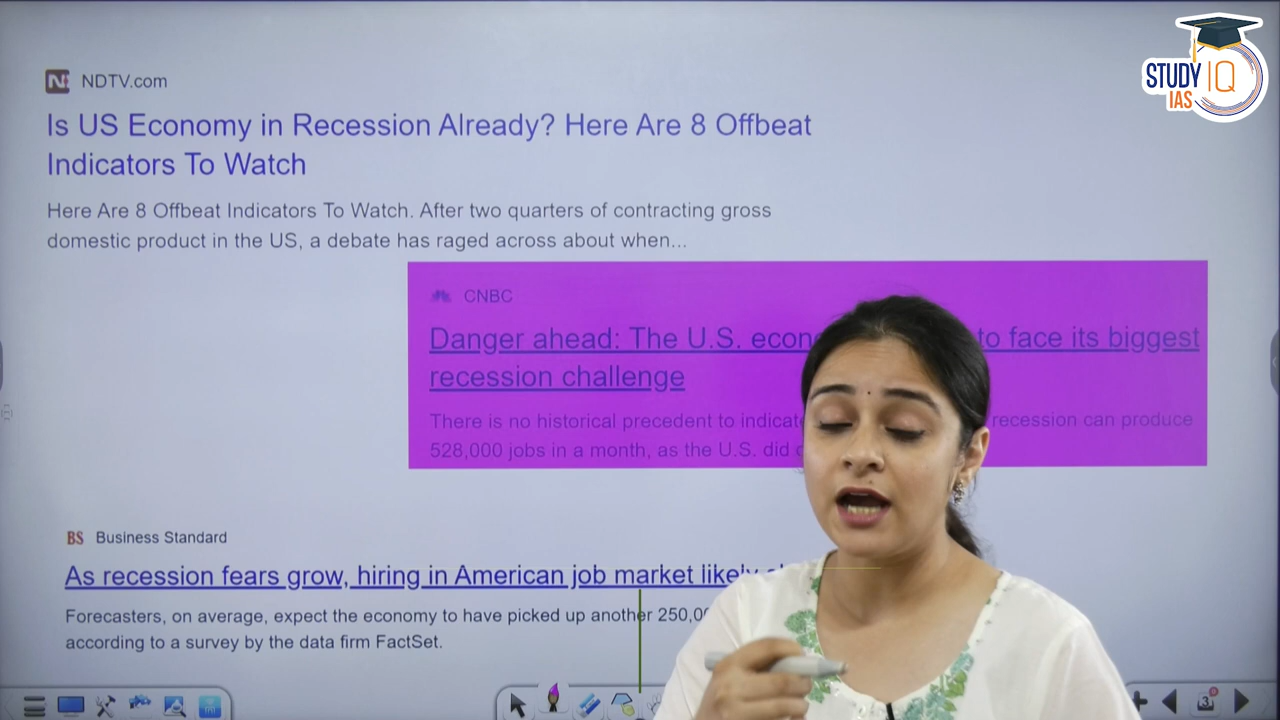 NDTV.com
Is US Economy in Recession Already? Here Are 8 Offbeat
Indicators To Watch
Here Are 8 Offbeat Indicators To Watch. After two quarters of contracting gross
domestic product in the US, a debate has raged across about when...
CNBC
Danger ahead: The U.S. to face its biggest
recession challenge
There is no historical precedent to indicate recession can produce
528,000 jobs in a month, as the U.S. did
BS Business Standard
As recession fears grow, hiring in American job market likely
Forecasters, on average, expect the economy to have picked up another
according to a survey by the data firm FactSet.
STUDY IQ
IAS
3